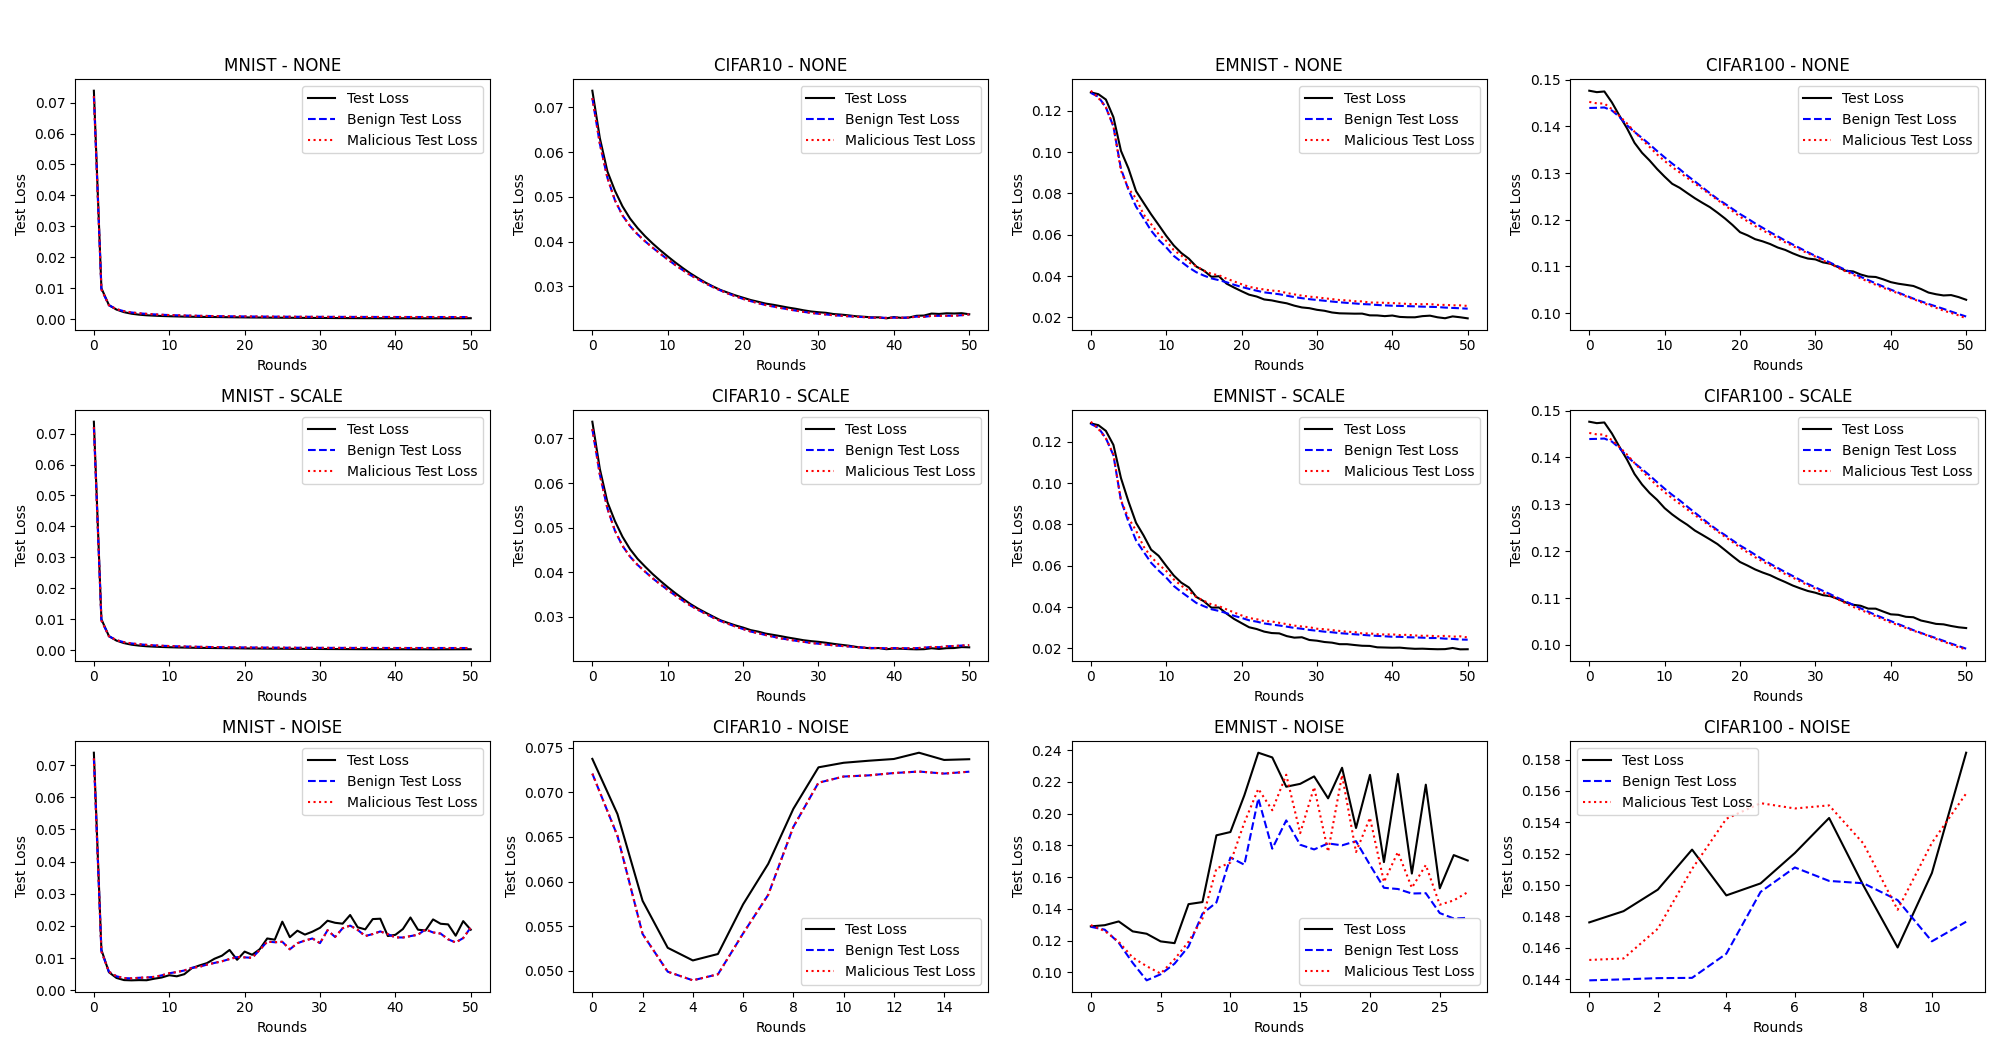 MNIST - NONE
Test Loss
0.07
0.06
0.05
0.04
0.03
0.02
0.01
0.00
Test Loss
Benign Test Loss
Malicious Test Loss
0 10 20 30 40 50
Rounds
CIFAR10 - NONE
Test Loss
0.07
0.06
0.05
0.04
0.03
Test Loss
Benign Test Loss
Malicious Test Loss
0 10 20 30 40 50
Rounds
EMNIST - NONE
Test Loss
0.12
0.10
0.08
0.06
0.04
0.02
Test Loss
Benign Test Loss
Malicious Test Loss
0 10 20 30 40 50
Rounds
CIFAR100 - NONE
Test Loss
0.15
0.14
0.13
0.12
0.11
0.10
Test Loss
Benign Test Loss
Malicious Test Loss
0 10 20 30 40 50
Rounds
MNIST - SCALE
Test Loss
0.07
0.06
0.05
0.04
0.03
0.02
0.01
0.00
Test Loss
Benign Test Loss
Malicious Test Loss
0 10 20 30 40 50
Rounds
CIFAR10 - SCALE
Test Loss
0.07
0.06
0.05
0.04
0.03
Test Loss
Benign Test Loss
Malicious Test Loss
0 10 20 30 40 50
Rounds
EMNIST - SCALE
Test Loss
0.12
0.10
0.08
0.06
0.04
0.02
Test Loss
Benign Test Loss
Malicious Test Loss
0 10 20 30 40 50
Rounds
CIFAR100 - SCALE
Test Loss
0.15
0.14
0.13
0.12
0.11
0.10
Test Loss
Benign Test Loss
Malicious Test Loss
0 10 20 30 40 50
Rounds
MNIST - NOISE
Test Loss
0.07
0.06
0.05
0.04
0.03
0.02
0.01
0.00
Test Loss
Benign Test Loss
Malicious Test Loss
0 10 20 30 40 50
Rounds
CIFAR10 - NOISE
Test Loss
0.075
0.070
0.065
0.060
0.055
0.050
Test Loss
Benign Test Loss
Malicious Test Loss
0 2 4 6 8 10 12 14
Rounds
EMNIST - NOISE
Test Loss
0.24
0.22
0.20
0.18
0.16
0.14
0.12
0.10
Test Loss
Benign Test Loss
Malicious Test Loss
0 5 10 15 20 25
Rounds
CIFAR100 - NOISE
Test Loss
0.158
0.156
0.154
0.152
0.150
0.148
0.146
0.144
Test Loss
Benign Test Loss
Malicious Test Loss
0 2 4 6 8 10
Rounds